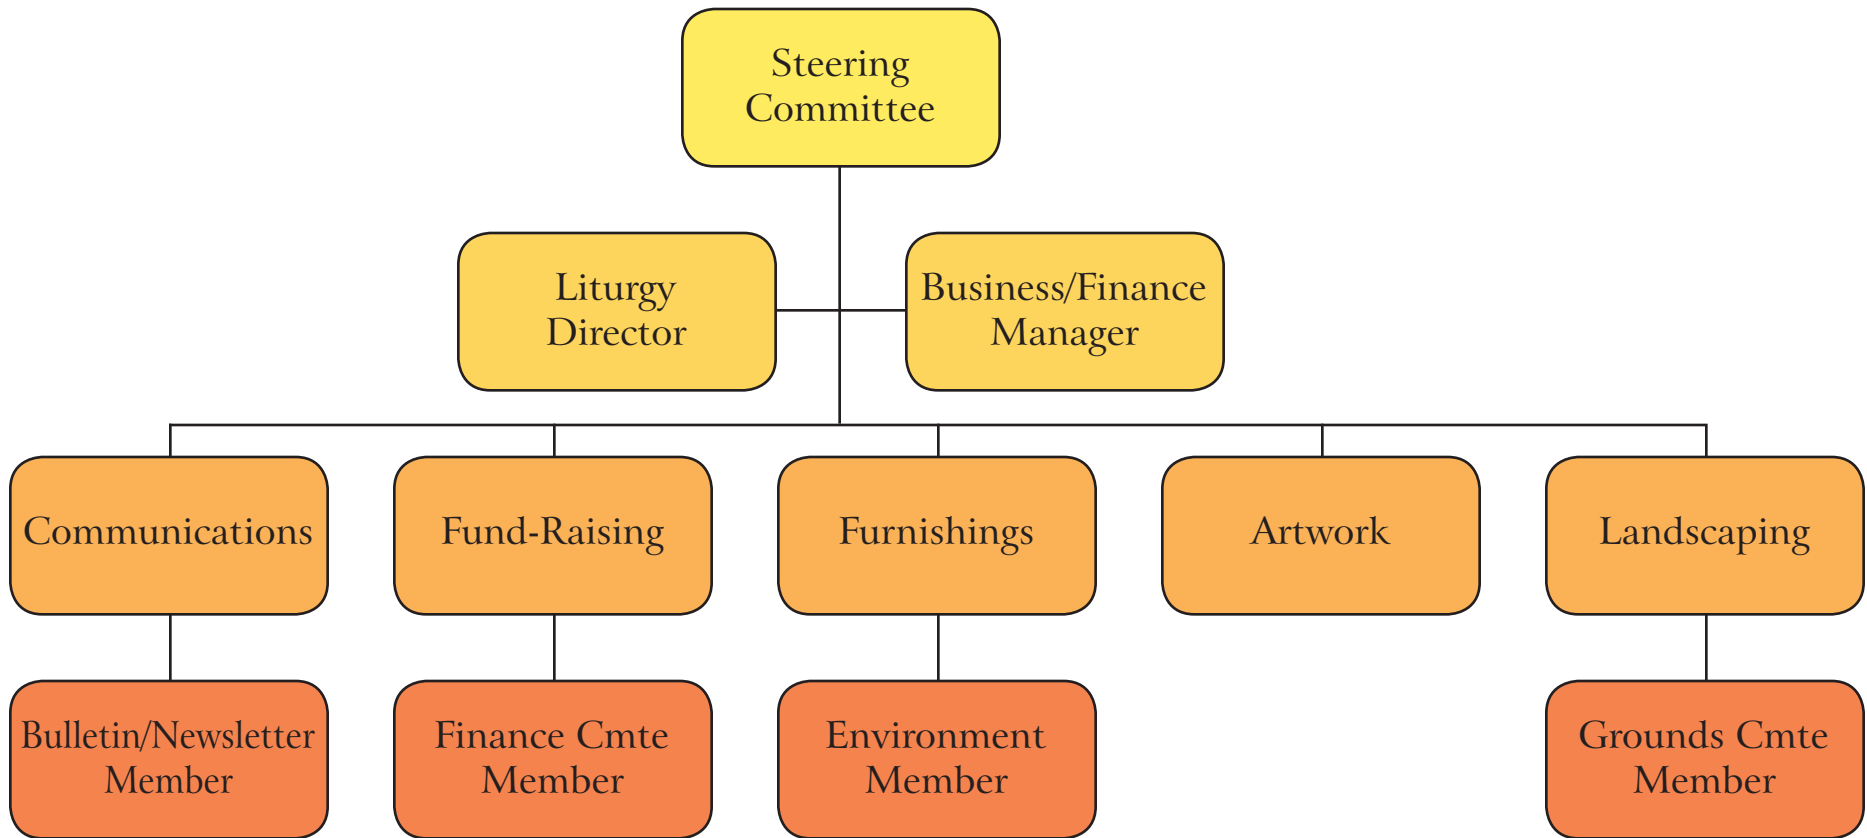 Steering
Committee
Liturgy
Director
Business/Finance
Manager
Communications
Fund-Raising
Furnishings
Artwork
Landscaping
Bulletin/Newsletter
Member
Finance Cmte
Member
Environment
Member
Grounds Cmte
Member